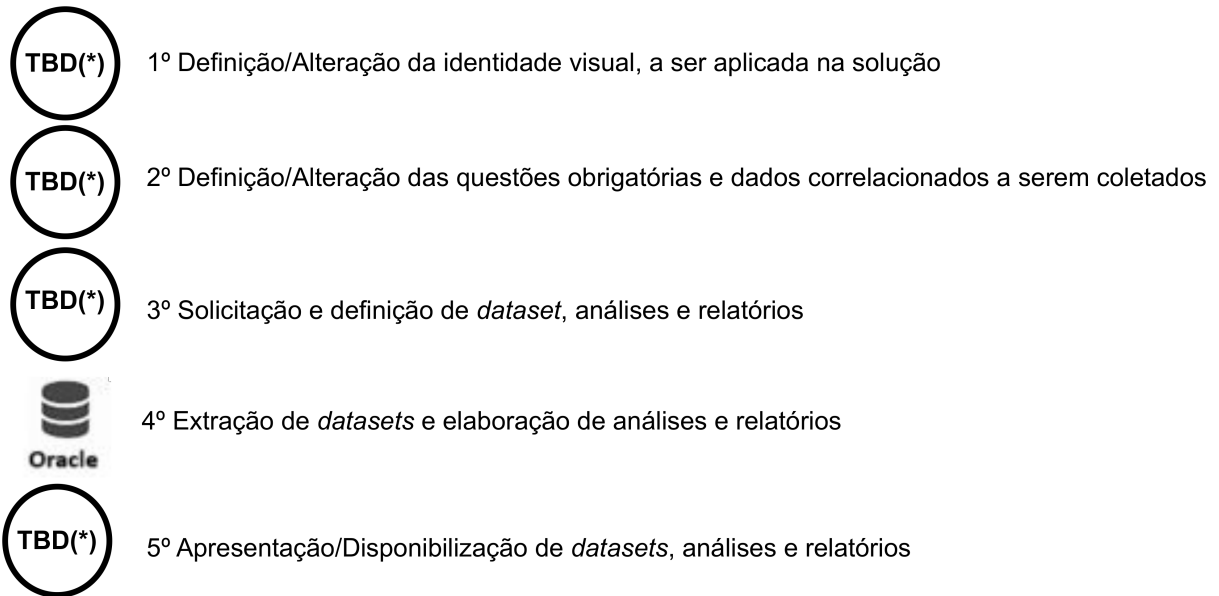 TBD(*) 1º Definição/Alteração da identidade visual, a ser aplicada na solução
TBD(*) 2º Definição/Alteração das questões obrigatórias e dados correlacionados a serem coletados
TBD(*) 3º Solicitação e definição de dataset, análises e relatórios
4º Extração de datasets e elaboração de análises e relatórios
Oracle
TBD(*) 5º Apresentação/Disponibilização de datasets, análises e relatórios